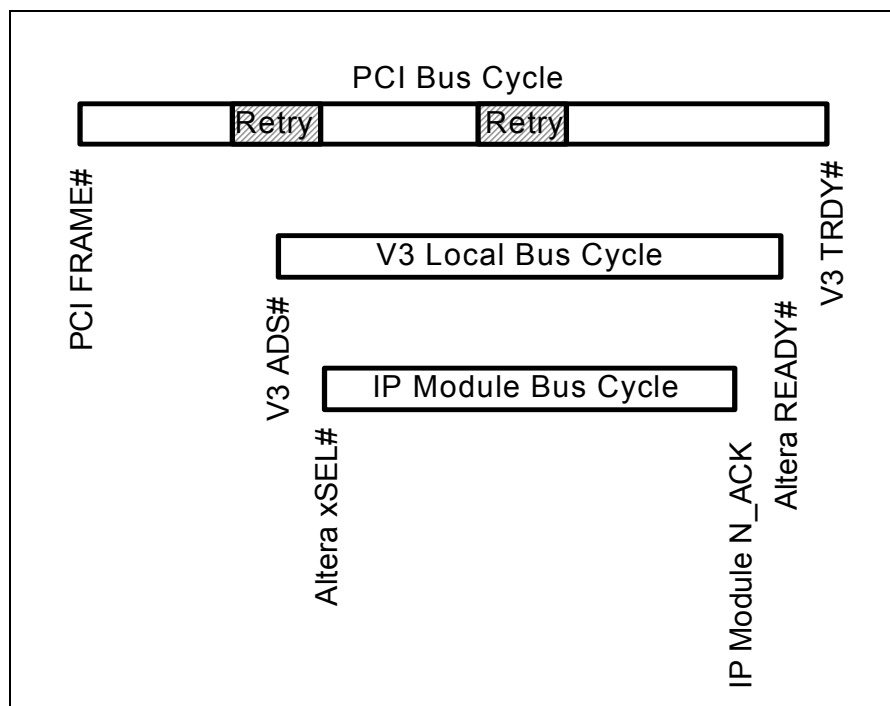 PCI Bus Cycle
Retry
Retry
PCI FRAME#
V3 TRDY#
V3 Local Bus Cycle
V3 ADS#
Altera READY#
IP Module Bus Cycle
Altera xSEL#
IP Module N_ACK